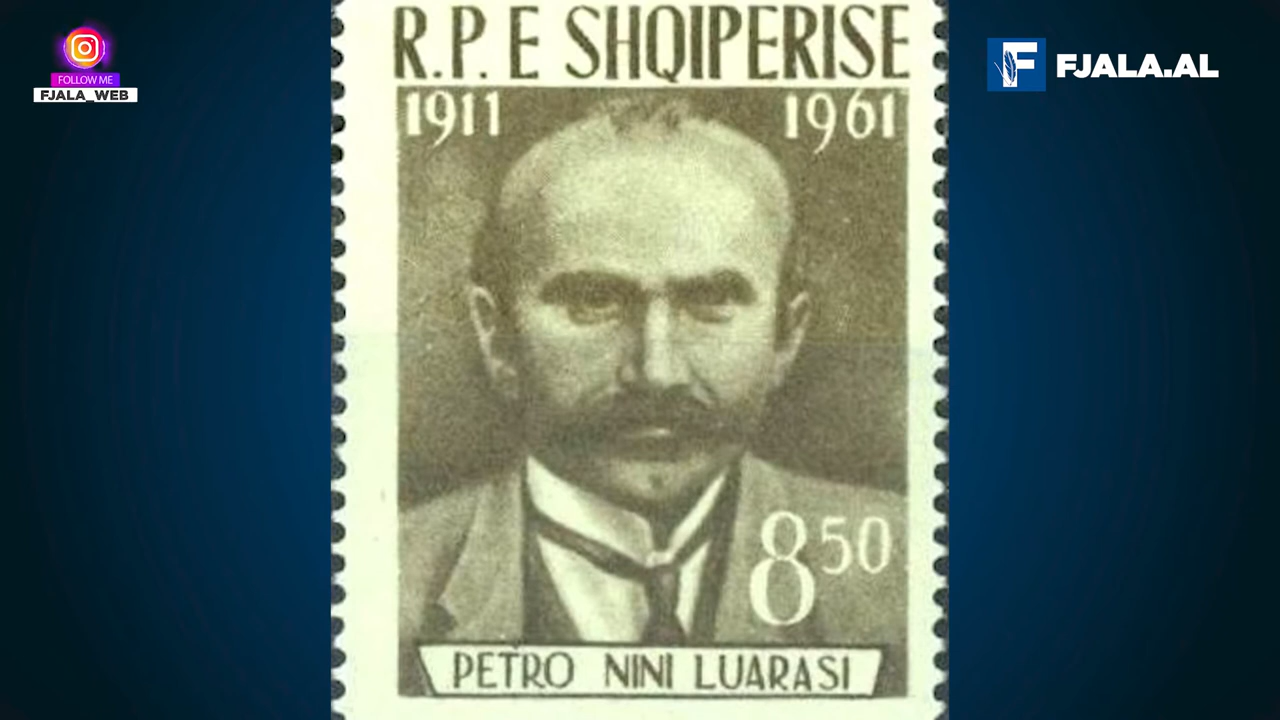 FOLLOW ME
FJALA_WEB
FJALA.AL
R.P. E SHQIPERISE
1911 1961
8 50
PETRO NINI LUARASI